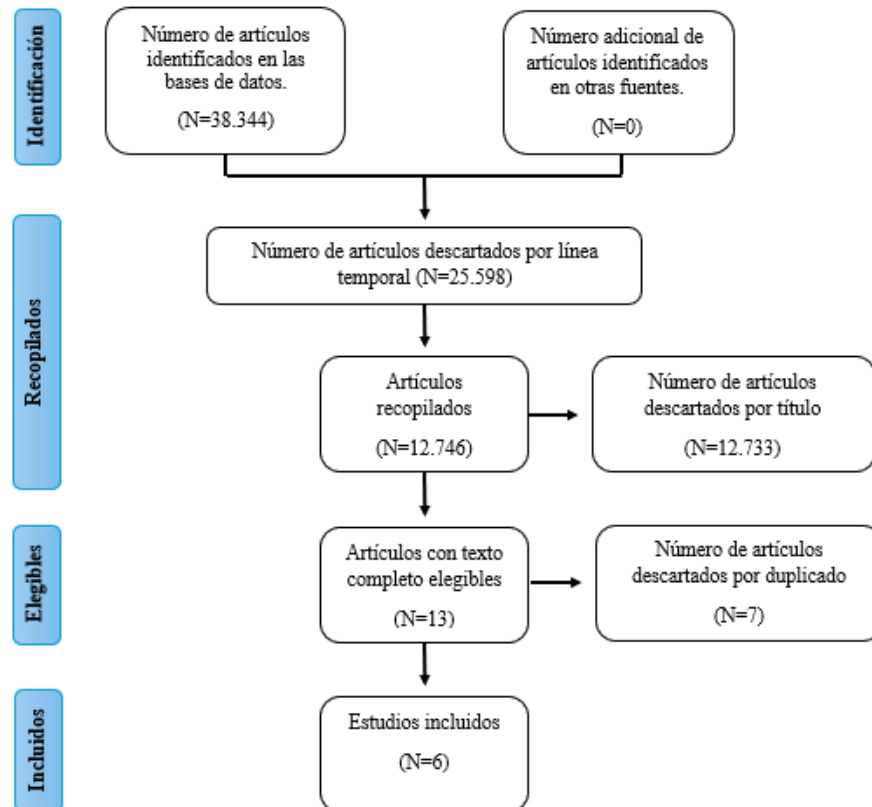 Identificación
Número de artículos
identificados en las
bases de datos.
(N=38.344)
Número adicional de
artículos identificados
en otras fuentes.
(N=0)
Recopilados
Número de artículos descartados por línea
temporal (N=25.598)
Artículos
recopilados
(N=12.746)
Número de artículos
descartados por título
(N=12.733)
Elegibles
Artículos con texto
completo elegibles
(N=13)
Número de artículos
descartados por duplicado
(N=7)
Incluidos
Estudios incluidos
(N=6)